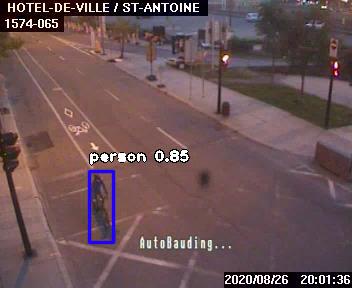 HOTEL-DE-VILLE / ST-ANTOINE
1574-065
person 0.85
AutoBauding...
2020/08/26 20:01:36